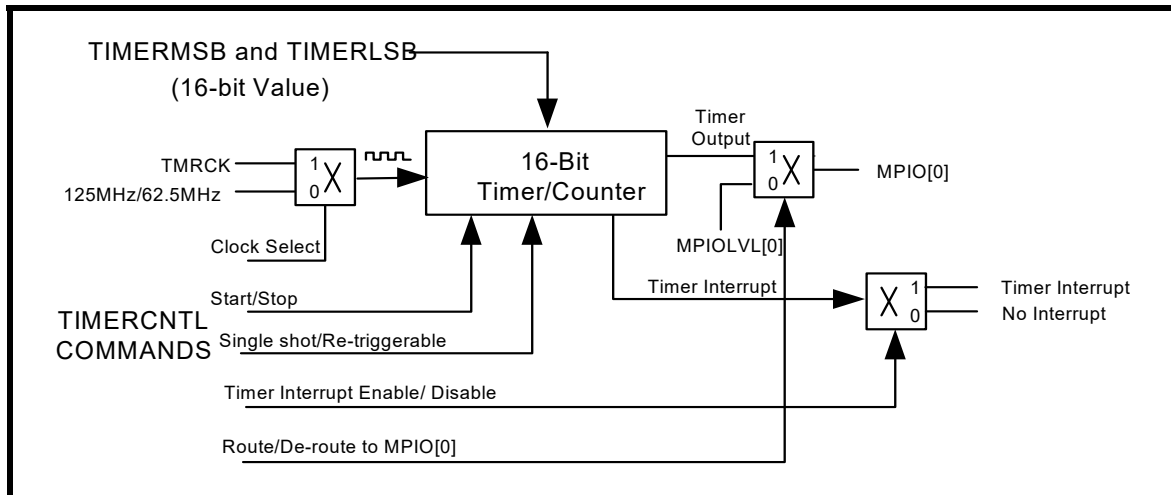 TIMERMSB and TIMERLSB
(16-bit Value)
Timer
Output
TMRCK
1
X
0
125MHz/62.5MHz
16-Bit
Timer/Counter
1
X
0
MPIO[0]
MPIOLVL[0]
Clock Select
Timer Interrupt
X
1
0
Timer Interrupt
No Interrupt
Start/Stop
TIMERCNTL
COMMANDS
Single shot/Re-triggerable
Timer Interrupt Enable/ Disable
Route/De-route to MPIO[0]